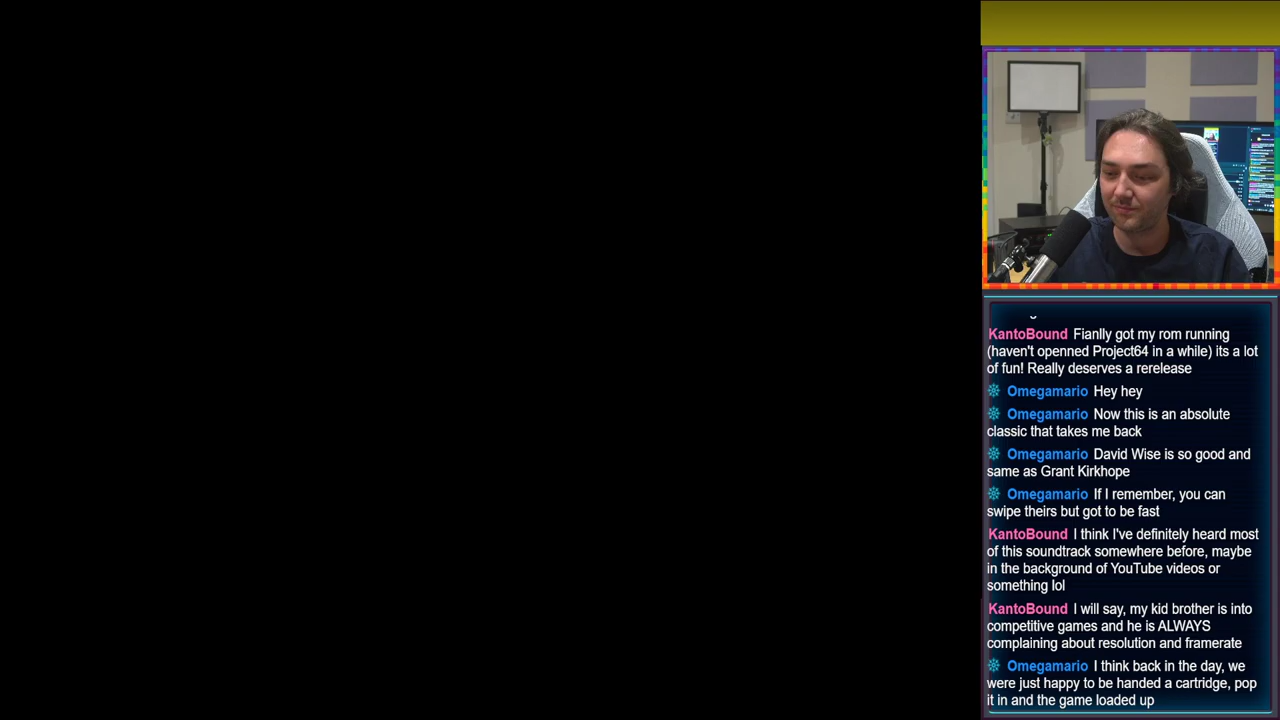 KantoBound Fianlly got my rom running
(haven't openned Project64 in a while) its a lot
of fun! Really deserves a rerelease
Omegamario Hey hey
Omegamario Now this is an absolute
classic that takes me back
Omegamario David Wise is so good and
same as Grant Kirkhope
Omegamario If I remember, you can
swipe theirs but got to be fast
KantoBound I think I've definitely heard most
of this soundtrack somewhere before, maybe
in the background of YouTube videos or
something lol
KantoBound I will say, my kid brother is into
competitive games and he is ALWAYS
complaining about resolution and framerate
Omegamario I think back in the day, we
were just happy to be handed a cartridge, pop
it in and the game loaded up